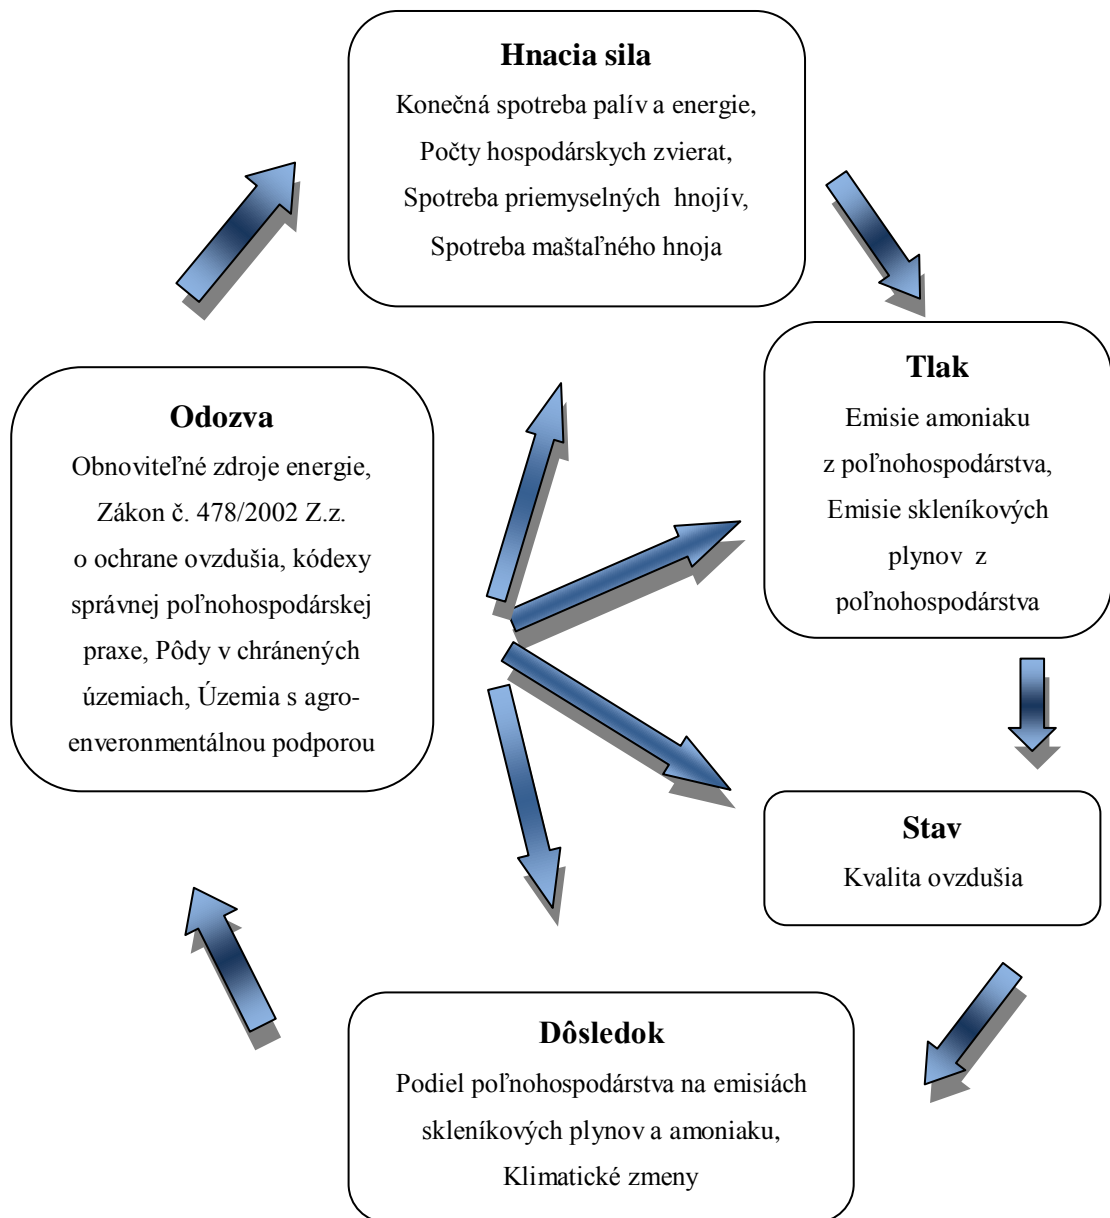 Hnacia sila
Konečná spotreba palív a energie,
Počty hospodárskych zvierat,
Spotreba priemyselných hnojív,
Spotreba maštaľného hnoja
Tlak
Emisie amoniaku
z poľnohospodárstva,
Emisie skleníkových
plynov z
poľnohospodárstva
Odozva
Obnoviteľné zdroje energie,
Zákon č. 478/2002 Z.z.
o ochrane ovzdušia, kódexy
správnej poľnohospodárskej
praxe, Pôdy v chránených
územiach, Územia s agro-
enveronmentálnou podporou
Stav
Kvalita ovzdušia
Dôsledok
Podiel poľnohospodárstva na emisiách
skleníkových plynov a amoniaku,
Klimatické zmeny